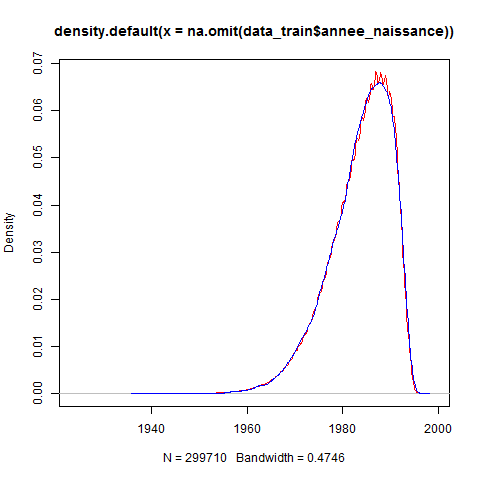 density.default(x = na.omit(data_train$annee_naissance))
Density
0.07
0.06
0.05
0.04
0.03
0.02
0.01
0.00
1940 1960 1980 2000
N = 299710 Bandwidth = 0.4746